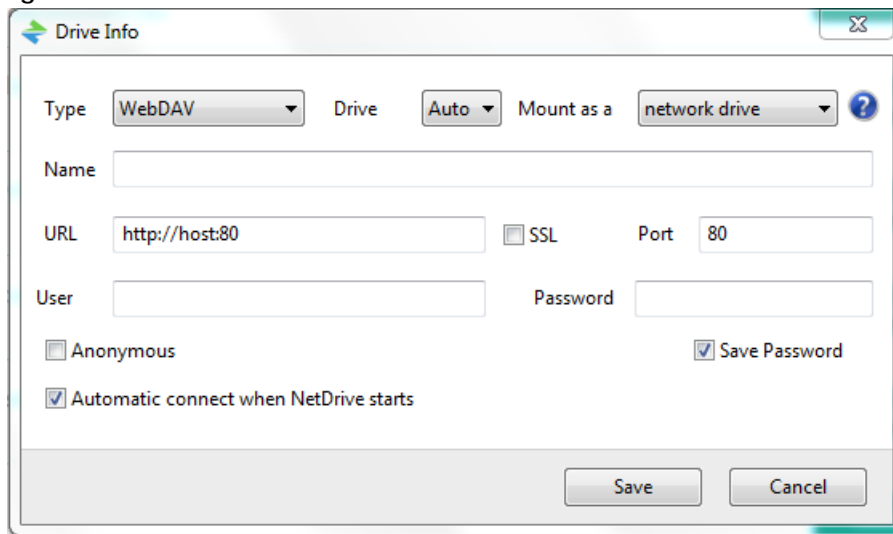 Drive Info
Type WebDAV Drive Auto Mount as a network drive ?
Name
URL http://host:80 SSL Port 80
User Password
Anonymous Save Password
Automatic connect when NetDrive starts
Save Cancel